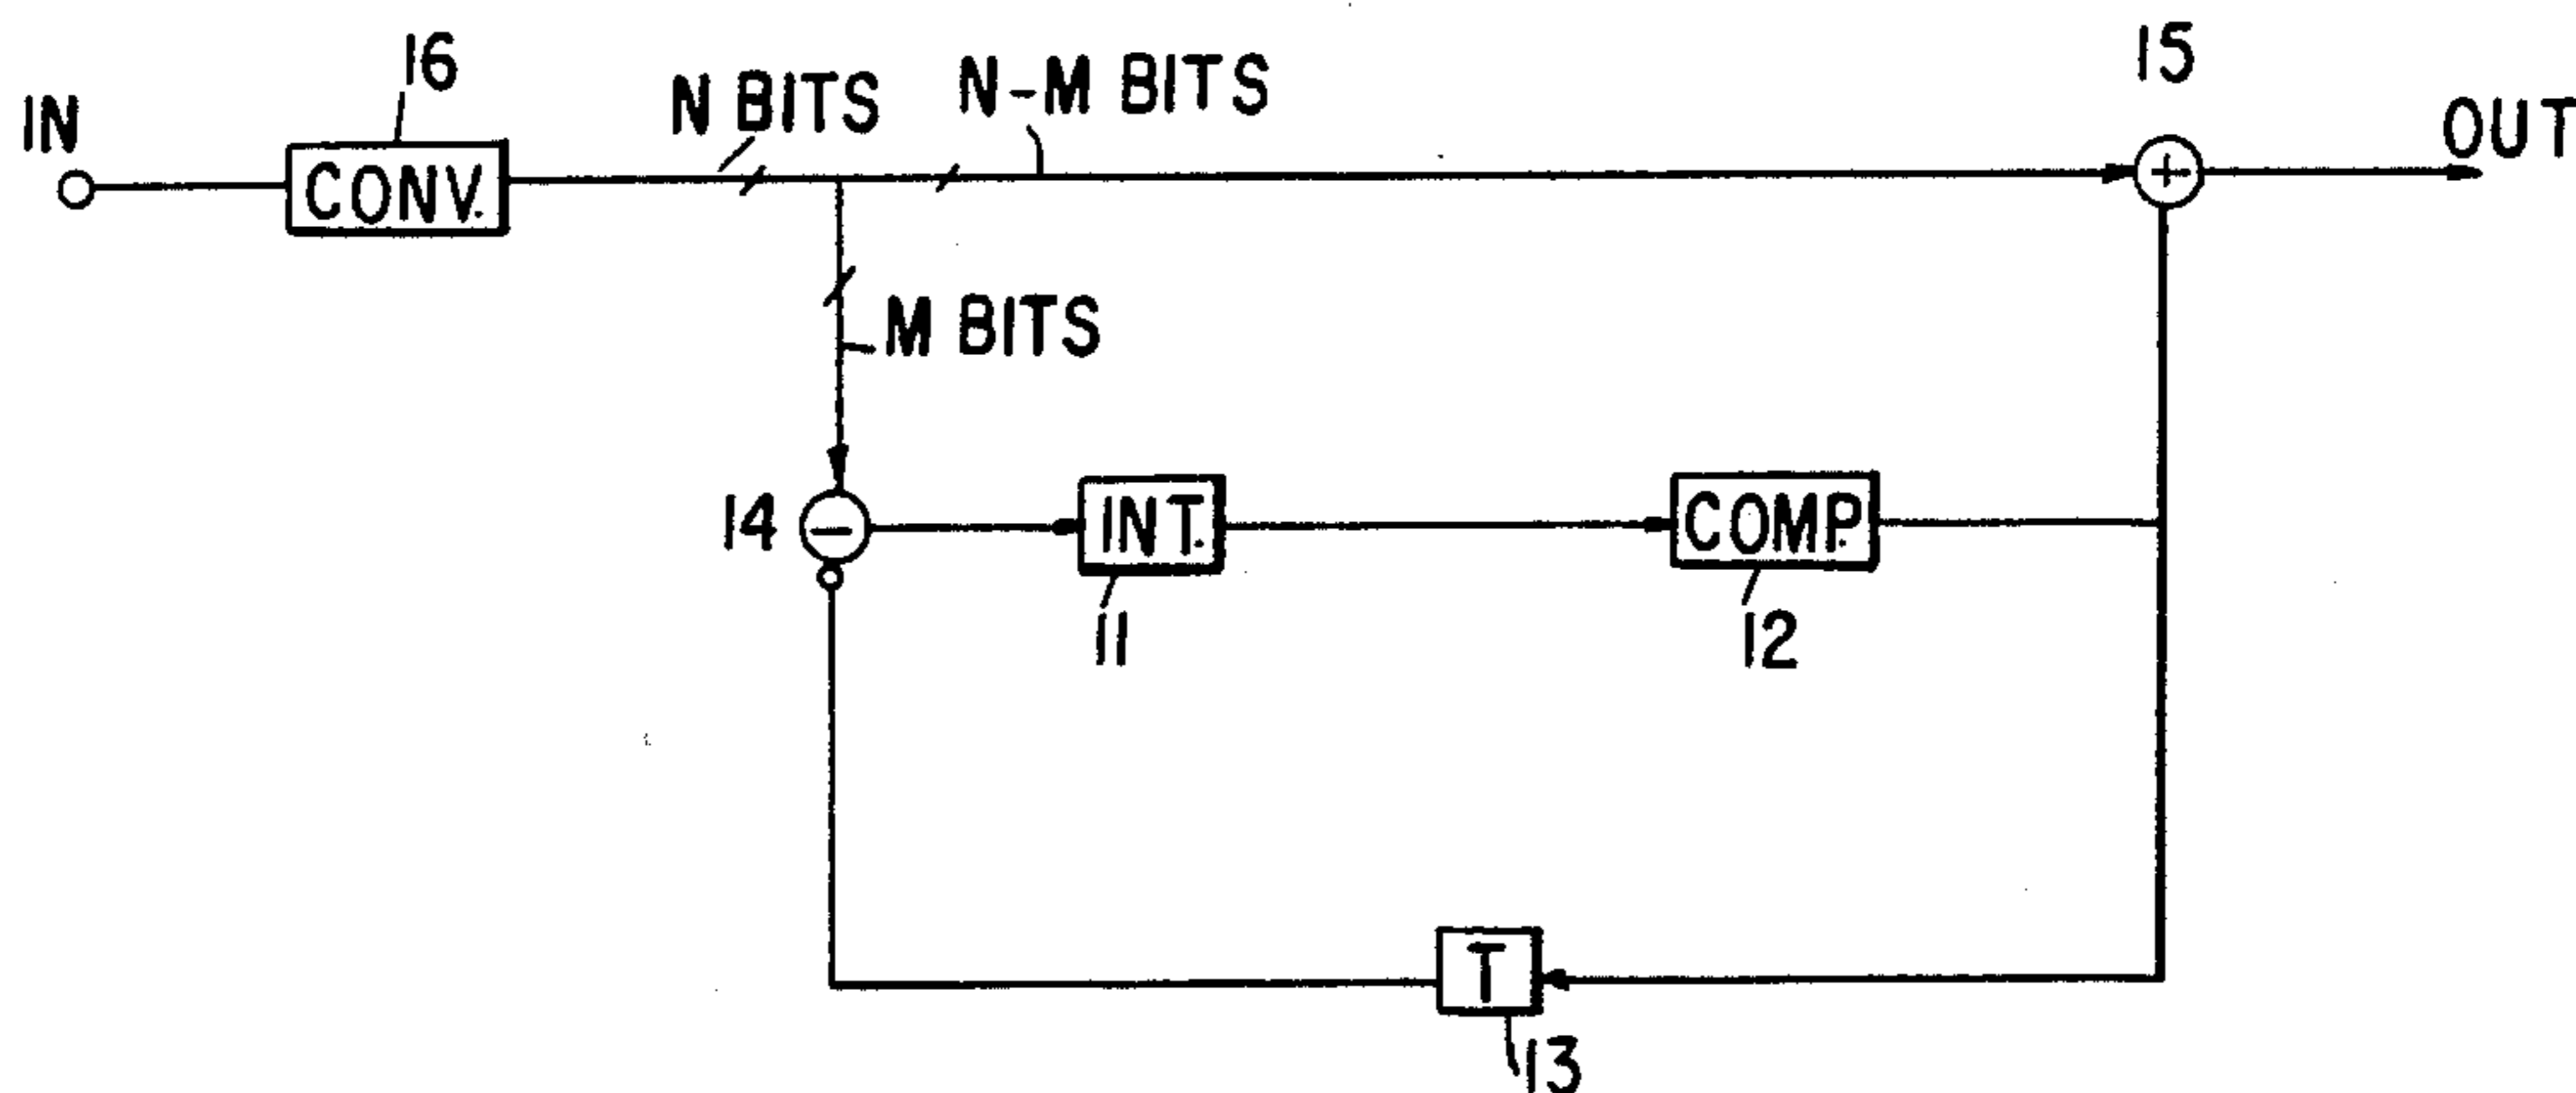 16
IN
CONV.
N BITS
N-M BITS
15
+
OUT
M BITS
14
INT.
11
COMP.
12
T
13